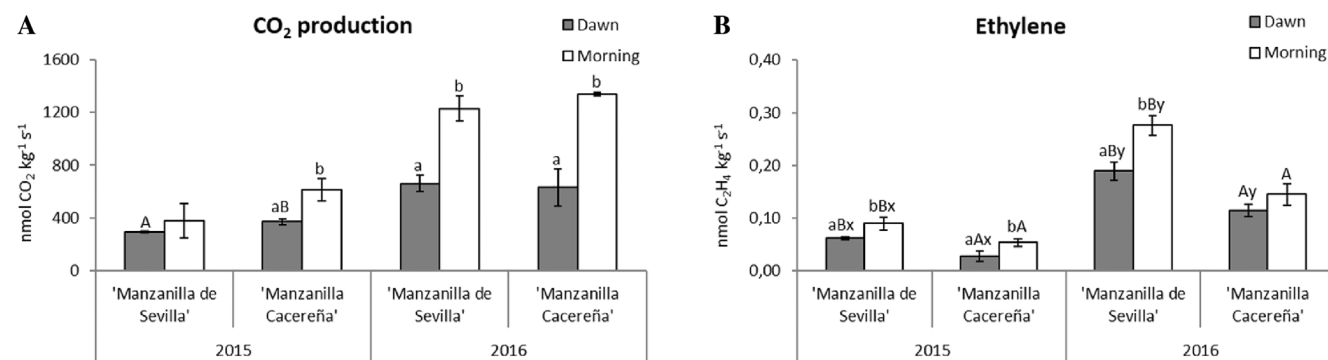 A
CO₂ production
Dawn
Morning
nmol CO₂ kg⁻¹ s⁻¹
1600
1200
800
400
0
A
aB
b
a
b
a
b
'Manzanilla de
Sevilla'
'Manzanilla
Cacereña'
'Manzanilla de
Sevilla'
'Manzanilla
Cacereña'
2015
2016
B
Ethylene
Dawn
Morning
nmol C₂H₄ kg⁻¹ s⁻¹
0,40
0,30
0,20
0,10
0,00
aBx
bBx
aAx
bA
aBy
bBy
Ay
A
'Manzanilla de
Sevilla'
'Manzanilla
Cacereña'
'Manzanilla de
Sevilla'
'Manzanilla
Cacereña'
2015
2016